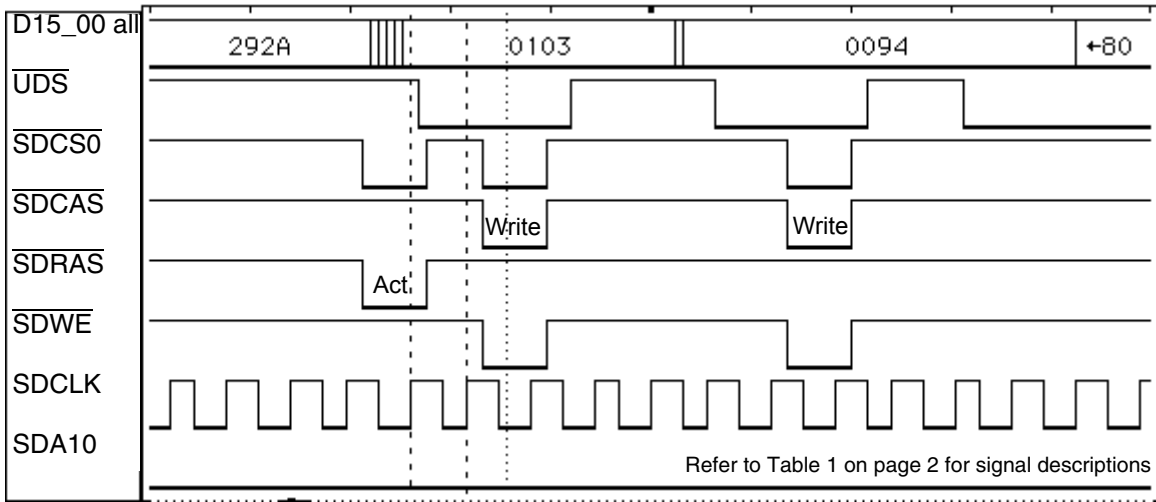 D15_00 all
292A 0103 0094 ←80
UDS
SDCS0
SDCAS
Write Write
SDRAS
Act
SDWE
SDCLK
SDA10
Refer to Table 1 on page 2 for signal descriptions